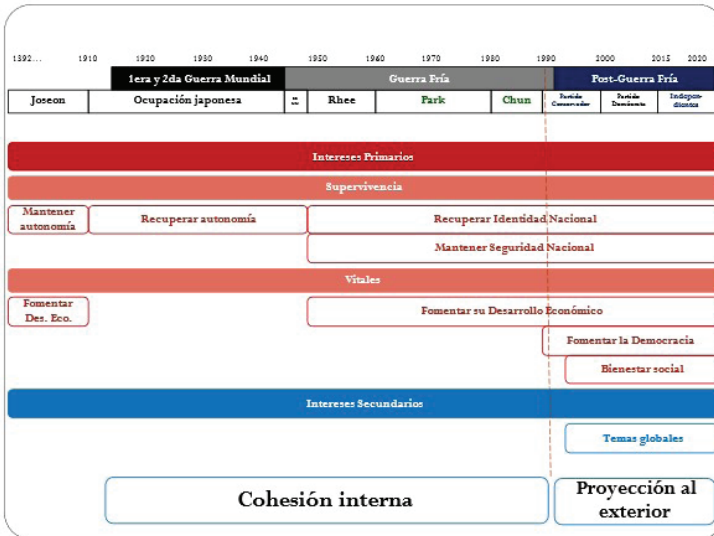 1392... 1910 1920 1930 1940 1950 1960 1970 1980 1990 2000 2015 2020
1era y 2da Guerra Mundial Guerra Fría Post-Guerra Fría
Joseon Ocupación japonesa Rhee Park Chun Partido Conservador Partido Demócrata Indepen-dientes
Intereses Primarios
Supervivencia
Mantener autonomía Recuperar autonomía Recuperar Identidad Nacional
Mantener Seguridad Nacional
Vitales
Fomentar Des. Eco. Fomentar su Desarrollo Económico
Fomentar la Democracia
Bienestar social
Intereses Secundarios
Temas globales
Cohesión interna Proyección al exterior